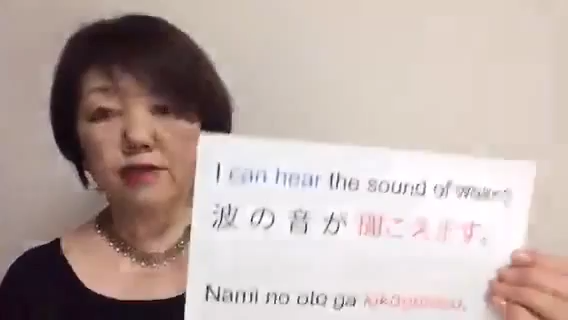 I can hear the sound of waves
波の音が聞こえます。
Nami no oto ga kikoemasu.